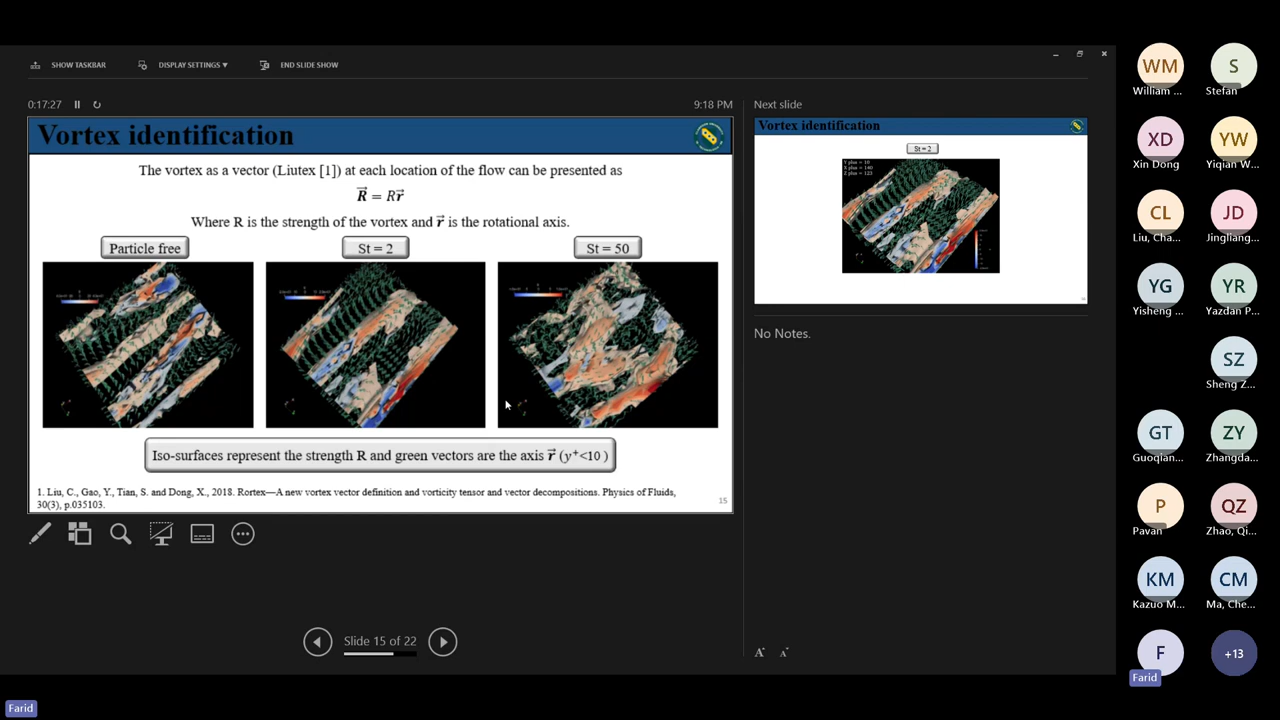 SHOW TASKBAR
DISPLAY SETTINGS ▼
END SLIDE SHOW
0:17:27
9:18 PM
Vortex identification
The vortex as a vector (Liutex [1]) at each location of the flow can be presented as
R⃗ = Rr⃗
Where R is the strength of the vortex and r⃗ is the rotational axis.
Particle free
St = 2
St = 50
Iso-surfaces represent the strength R and green vectors are the axis r⃗ (y⁺<10 )
1. Liu, C., Gao, Y., Tian, S. and Dong, X., 2018. Rortex—A new vortex vector definition and vorticity tensor and vector decompositions. Physics of Fluids,
30(3), p.035103.
15
Slide 15 of 22
Next slide
Vortex identification
St = 2
Y plus = 10
X plus = 140
Z plus = 123
No Notes.
A
A
WM
William ...
S
Stefan
XD
Xin Dong
YW
Yiqian W...
CL
Liu, Cha...
JD
Jingliang...
YG
Yisheng ...
YR
Yazdan P...
SZ
Sheng Z...
GT
Guoqian...
ZY
Zhangda...
P
Pavan
QZ
Zhao, Qi...
KM
Kazuo M...
CM
Ma, Che...
F
Farid
+13
Farid